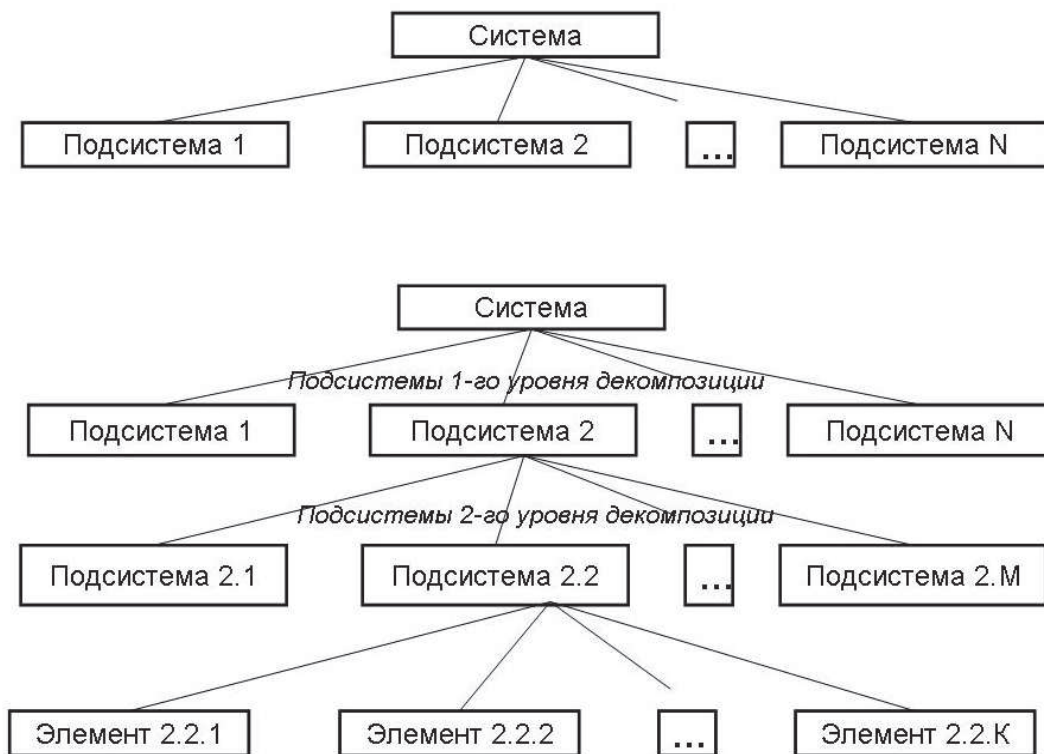 Система
Подсистема 1 Подсистема 2 ... Подсистема N
Система
Подсистемы 1-го уровня декомпозиции
Подсистема 1 Подсистема 2 ... Подсистема N
Подсистемы 2-го уровня декомпозиции
Подсистема 2.1 Подсистема 2.2 ... Подсистема 2.М
Элемент 2.2.1 Элемент 2.2.2 ... Элемент 2.2.К